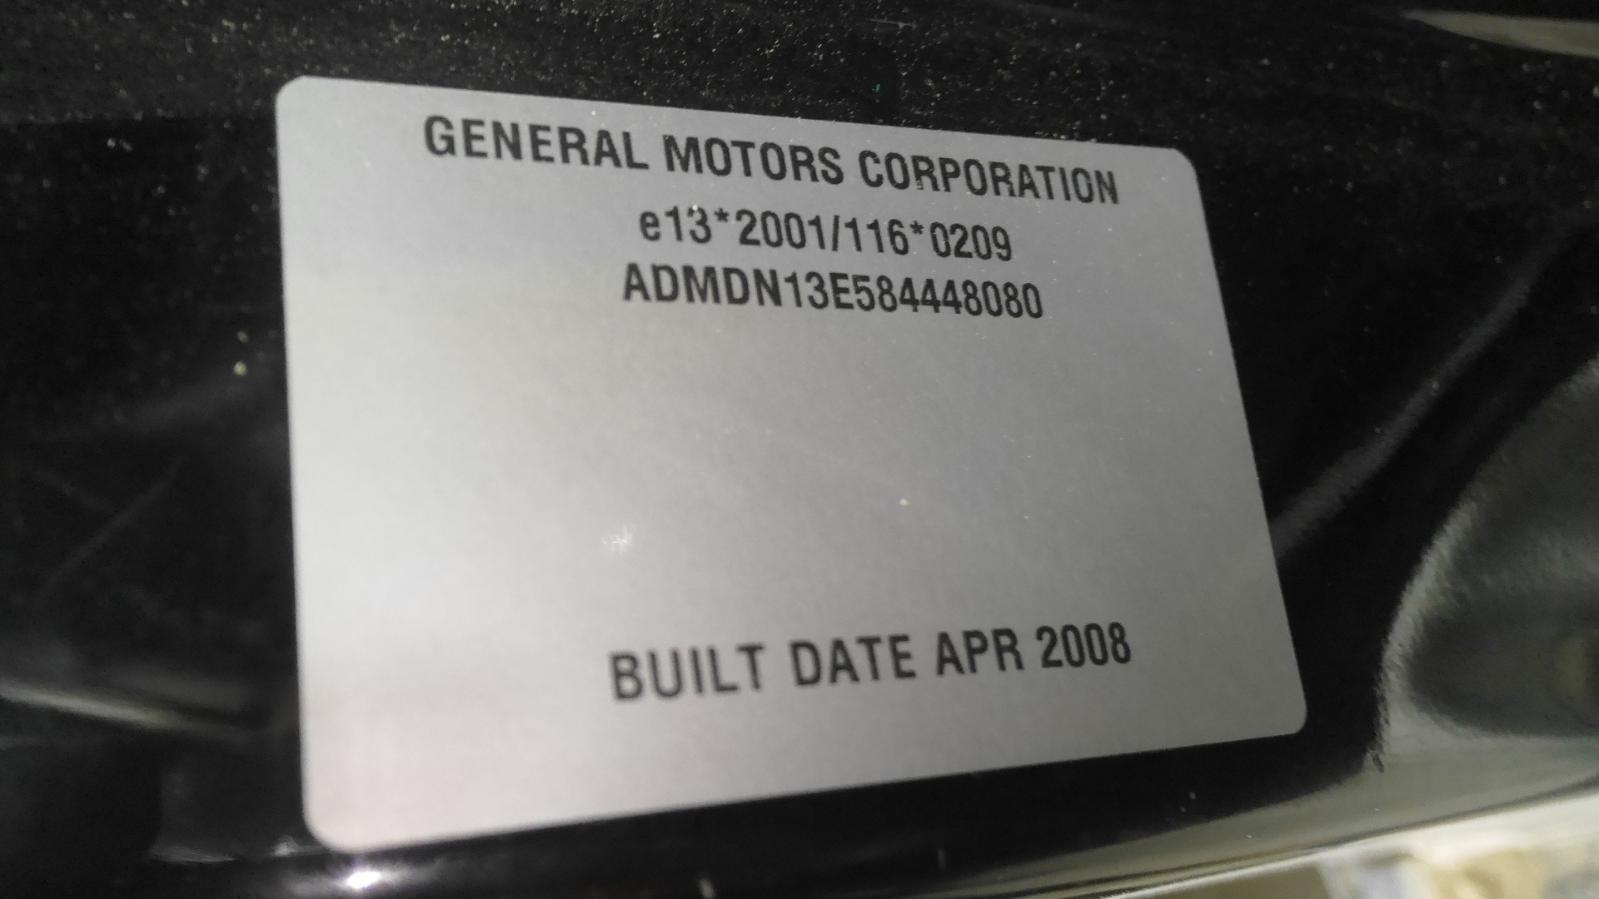 GENERAL MOTORS CORPORATION
e13*2001/116*0209
ADMDN13E584448080
BUILT DATE APR 2008